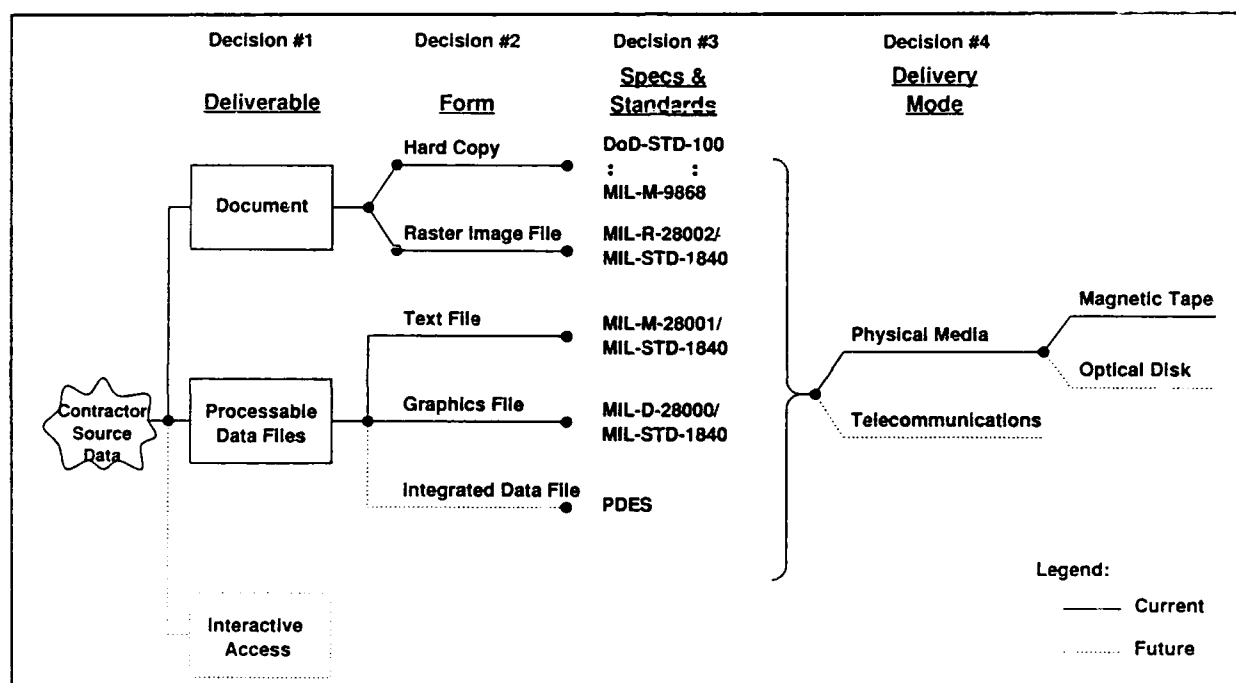 Decision #1
Decision #2
Decision #3
Decision #4
Deliverable
Form
Specs &
Standards
Delivery
Mode
Hard Copy
DoD-STD-100
: :
MIL-M-9868
Document
Raster Image File
MIL-R-28002/
MIL-STD-1840
Text File
MIL-M-28001/
MIL-STD-1840
Contractor
Source
Data
Processable
Data Files
Graphics File
MIL-D-28000/
MIL-STD-1840
Integrated Data File
PDES
Interactive
Access
Physical Media
Telecommunications
Magnetic Tape
Optical Disk
Legend:
Current
Future